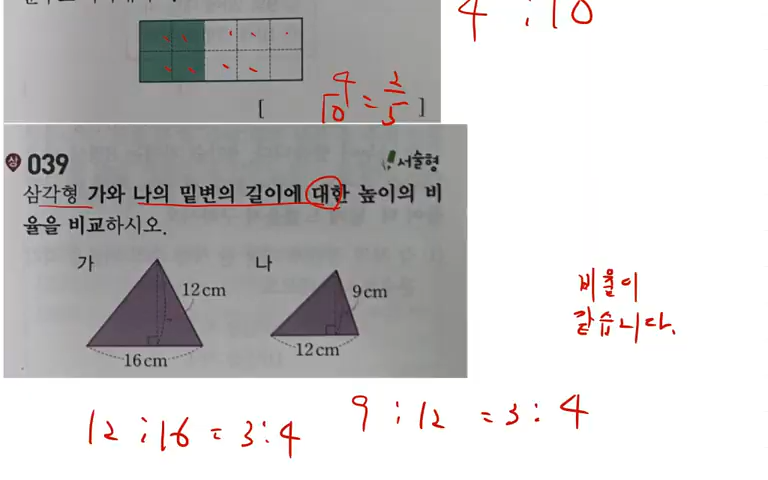 4 : 10
4/10 = 2/5
[ ]
상 039 서술형
삼각형 가와 나의 밑변의 길이에 대한 높이의 비
율을 비교하시오.
가 나
12cm 9cm
16cm 12cm
비율이
같습니다.
12 : 16 = 3 : 4 9 : 12 = 3 : 4